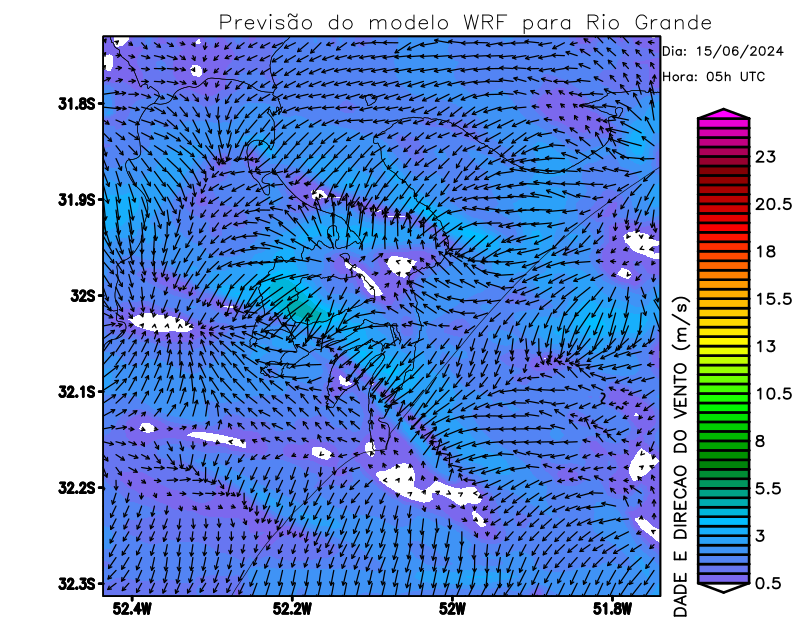 Previsão do modelo WRF para Rio Grande
Dia: 15/06/2024
Hora: 05h UTC
31.8S
31.9S
32S
32.1S
32.2S
32.3S
52.4W
52.2W
52W
51.8W
23
20.5
18
15.5
13
10.5
8
5.5
3
0.5
DADE E DIRECAO DO VENTO (m/s)